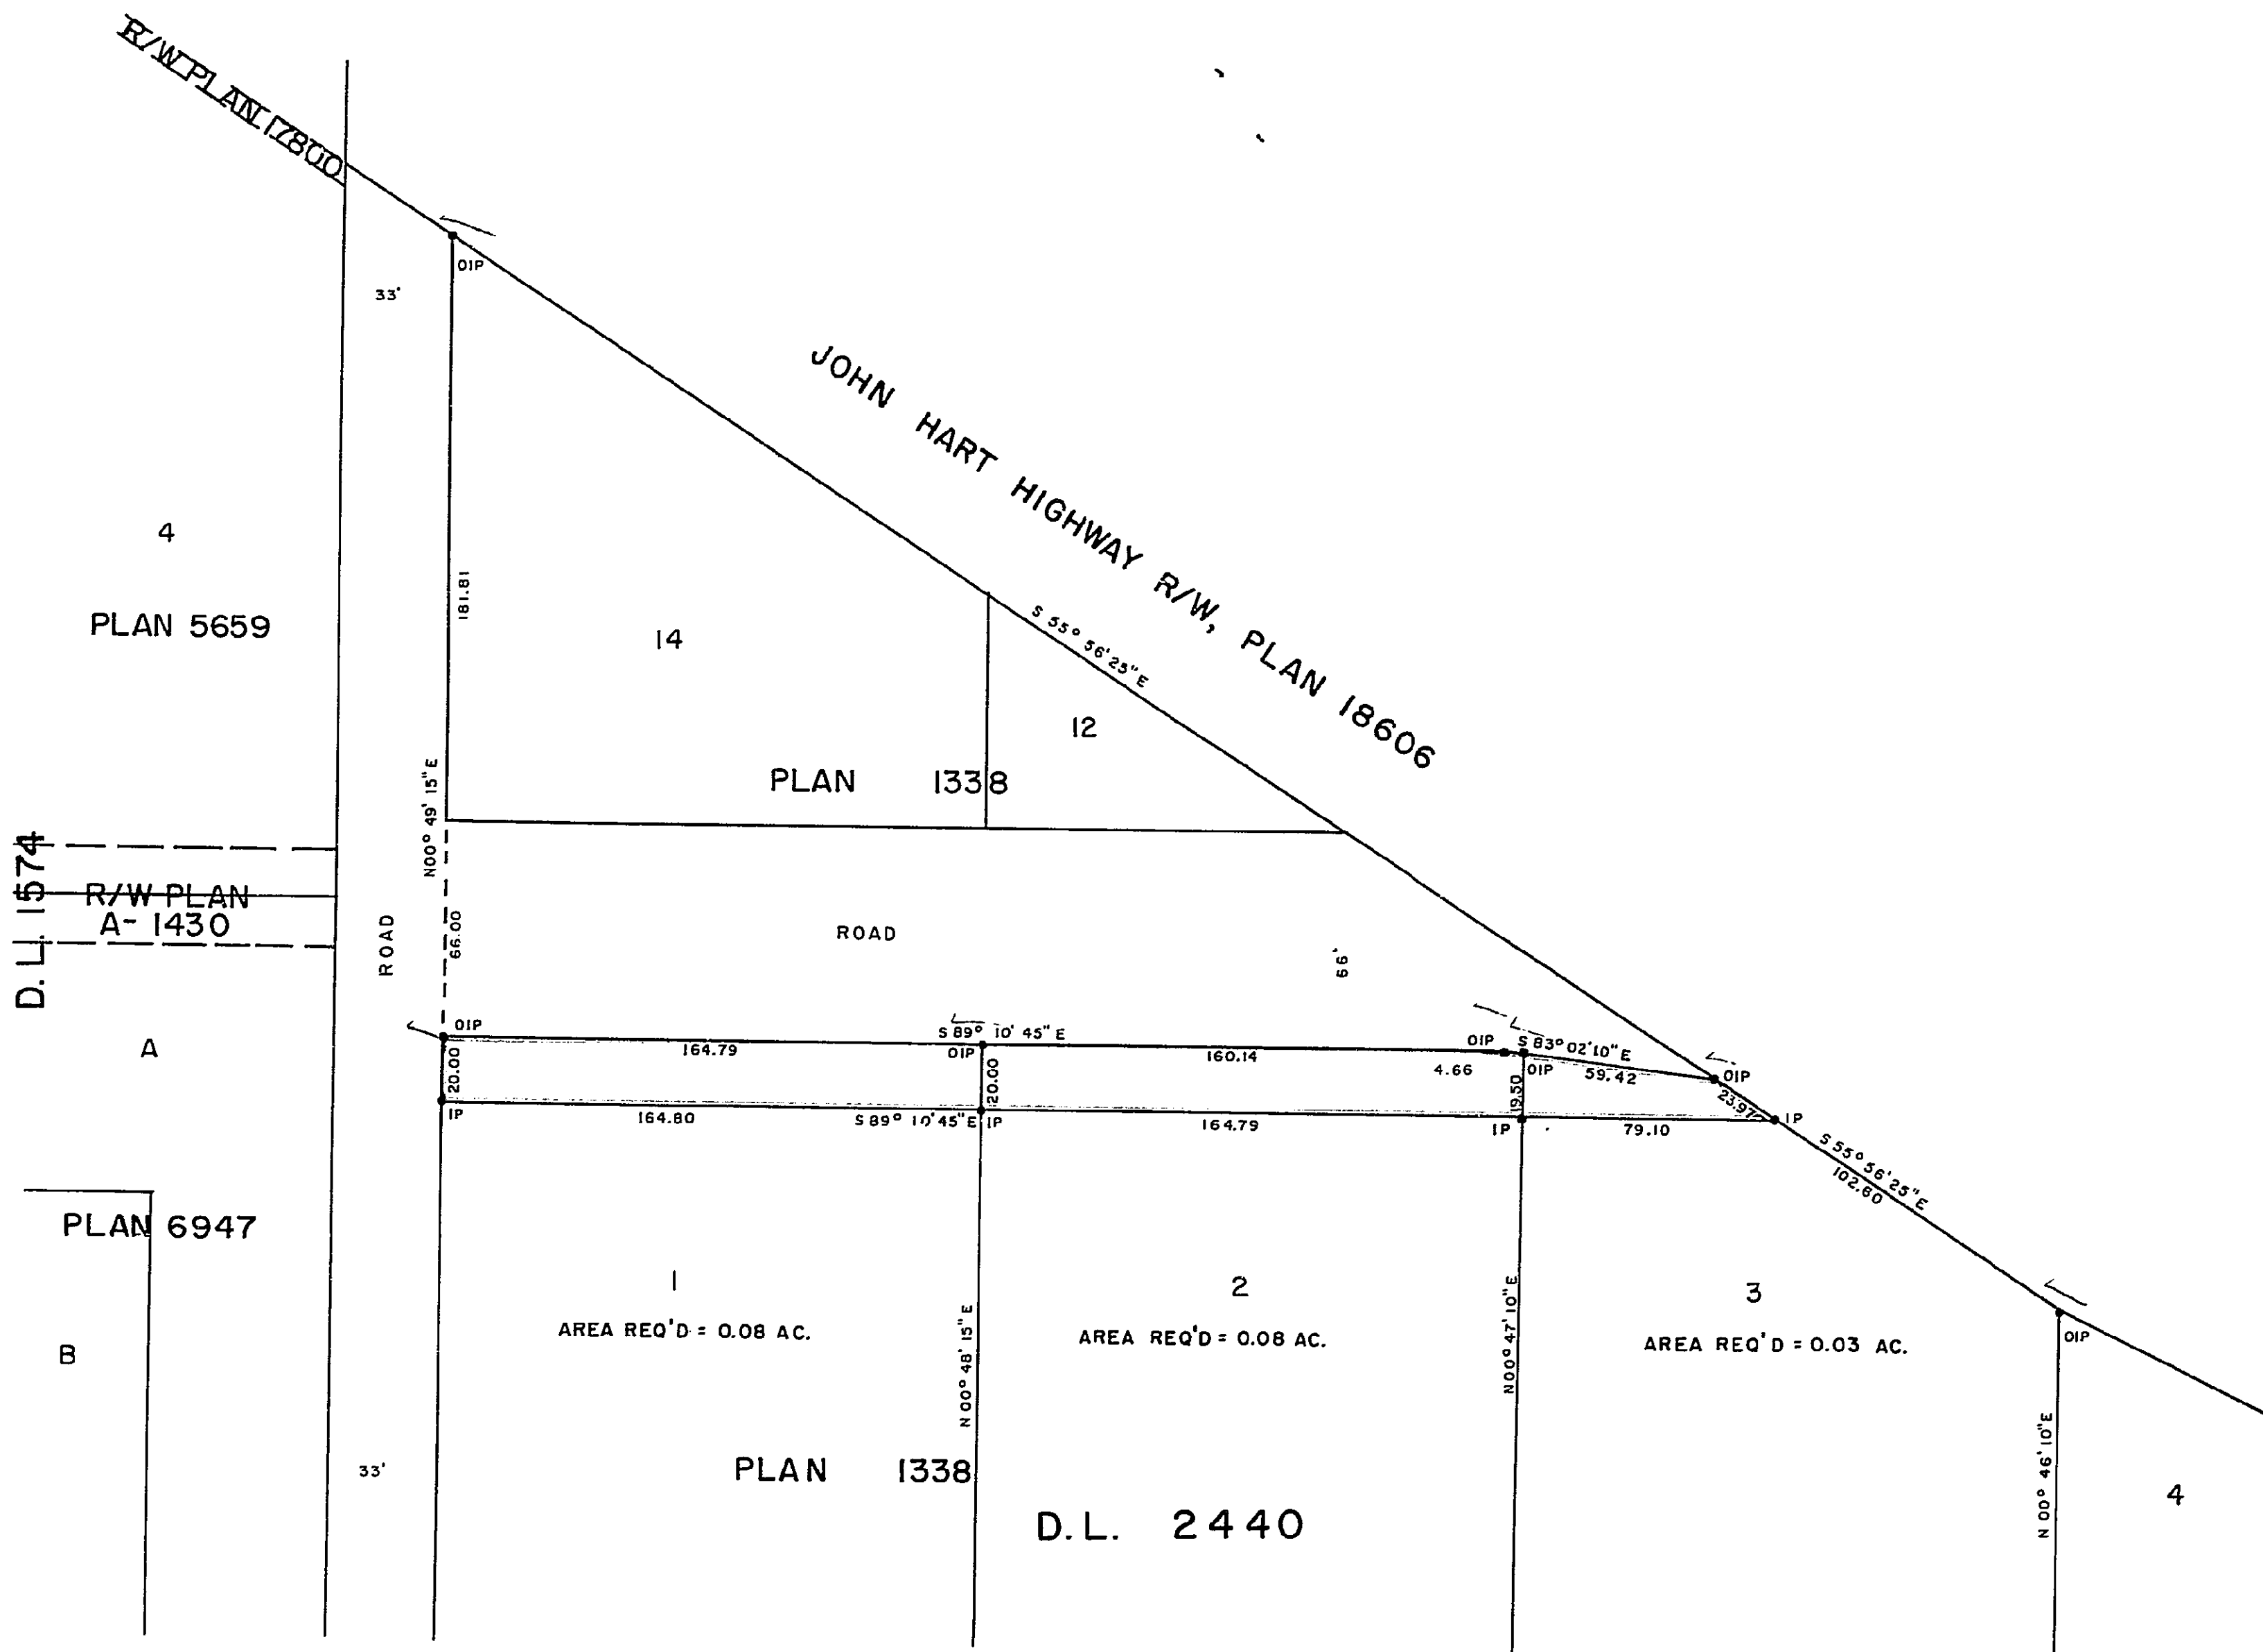 R/W PLAN 17800
OIP
33'
JOHN HART HIGHWAY R/W, PLAN 18606
4
PLAN 5659
181.81
14
S 55° 56' 25" E
12
PLAN 1338
N00° 49' 15" E
D. L. 1574
R/W PLAN
A- 1430
ROAD
66.00
ROAD
66'
OIP
S 89° 10' 45" E
164.79
OIP
160.14
OIP
S 83° 02' 10" E
4.66
OIP
59.42
OIP
A
20.00
20.00
19.50
23.97
IP
164.80
S 89° 10' 45" E
IP
164.79
IP
79.10
IP
S 55° 56' 25" E
102.60
PLAN 6947
1
AREA REQ'D = 0.08 AC.
2
AREA REQ'D = 0.08 AC.
3
AREA REQ'D = 0.03 AC.
OIP
B
N 00° 48' 15" E
N00° 47' 10" E
N 00° 46' 10" E
33'
PLAN 1338
D. L. 2440
4